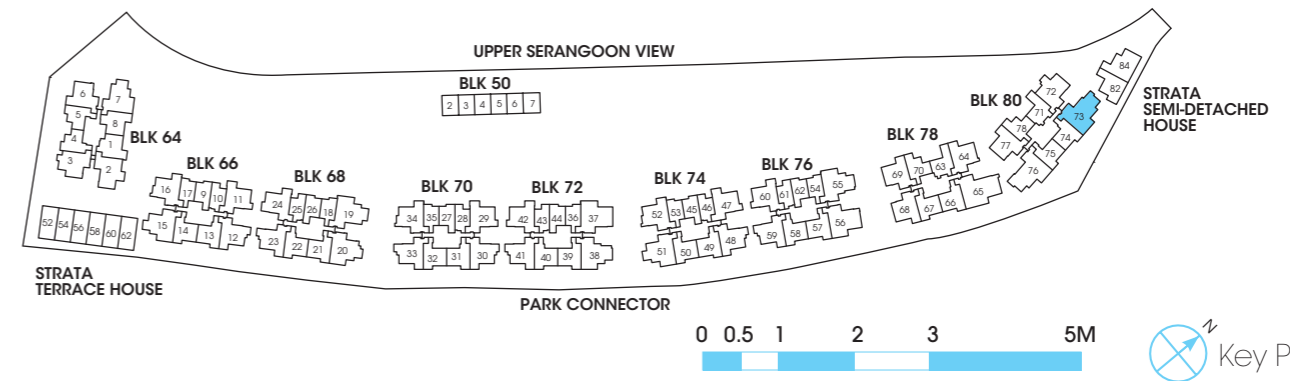 UPPER SERANGOON VIEW
BLK 50
2 3 4 5 6 7
BLK 64
6 7
5 8
4 1
3 2
BLK 66
16 17 9 10 11
15 14 13 12
BLK 68
24 25 26 18 19
23 22 21 20
BLK 70
34 35 27 28 29
33 32 31 30
BLK 72
42 43 44 36 37
41 40 39 38
BLK 74
52 53 45 46 47
51 50 49 48
BLK 76
60 61 62 54 55
59 58 57 56
BLK 78
69 70 63 64
68 67 66 65
BLK 80
72
71 73
78 74
77 75
76
84
82
STRATA
SEMI-DETACHED
HOUSE
52 54 56 58 60 62
STRATA
TERRACE HOUSE
PARK CONNECTOR
0 0.5 1 2 3 5M
N
Key P